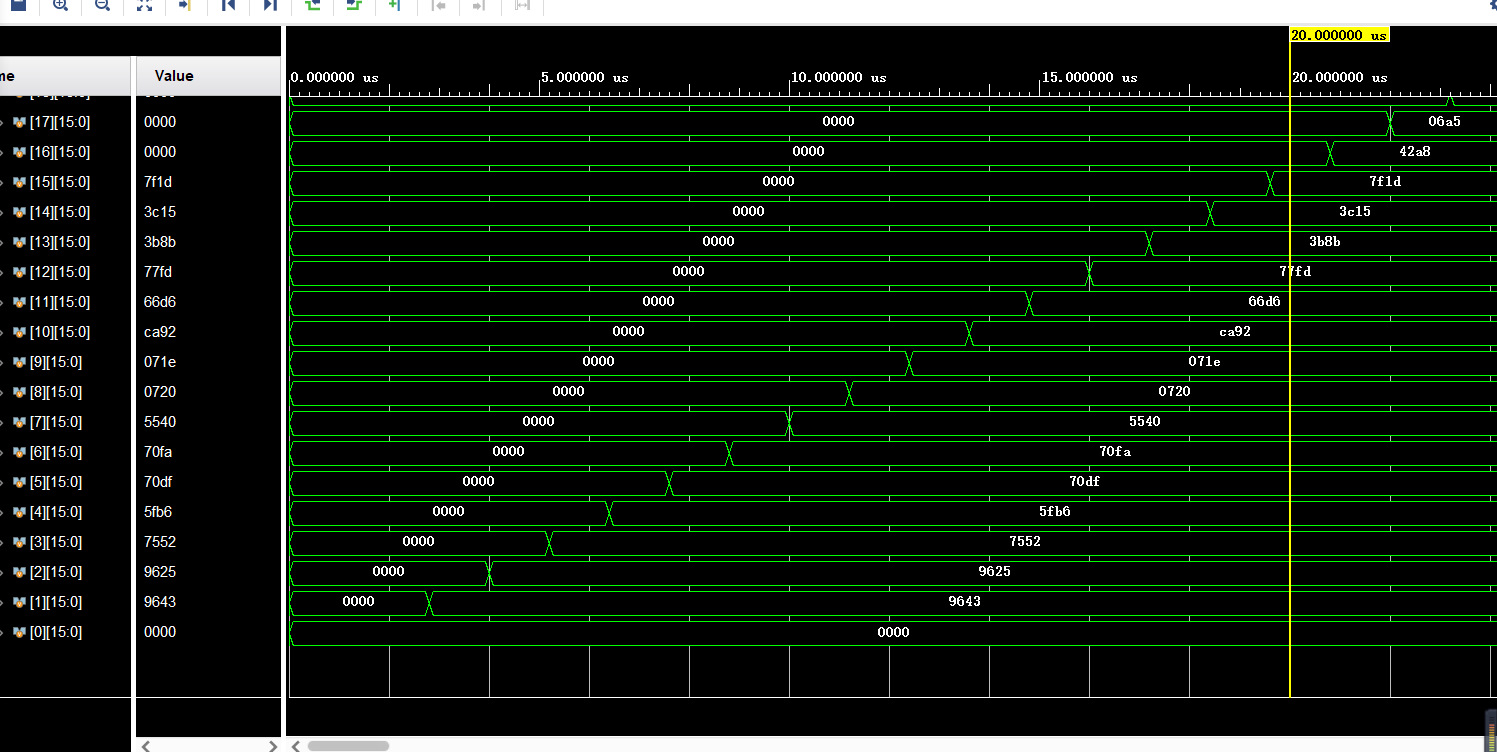 20.000000 us
me Value
0.000000 us 5.000000 us 10.000000 us 15.000000 us 20.000000 us
[17][15:0] 0000 0000 06a5
[16][15:0] 0000 0000 42a8
[15][15:0] 7f1d 0000 7f1d
[14][15:0] 3c15 0000 3c15
[13][15:0] 3b8b 0000 3b8b
[12][15:0] 77fd 0000 77fd
[11][15:0] 66d6 0000 66d6
[10][15:0] ca92 0000 ca92
[9][15:0] 071e 0000 071e
[8][15:0] 0720 0000 0720
[7][15:0] 5540 0000 5540
[6][15:0] 70fa 0000 70fa
[5][15:0] 70df 0000 70df
[4][15:0] 5fb6 0000 5fb6
[3][15:0] 7552 0000 7552
[2][15:0] 9625 0000 9625
[1][15:0] 9643 0000 9643
[0][15:0] 0000 0000